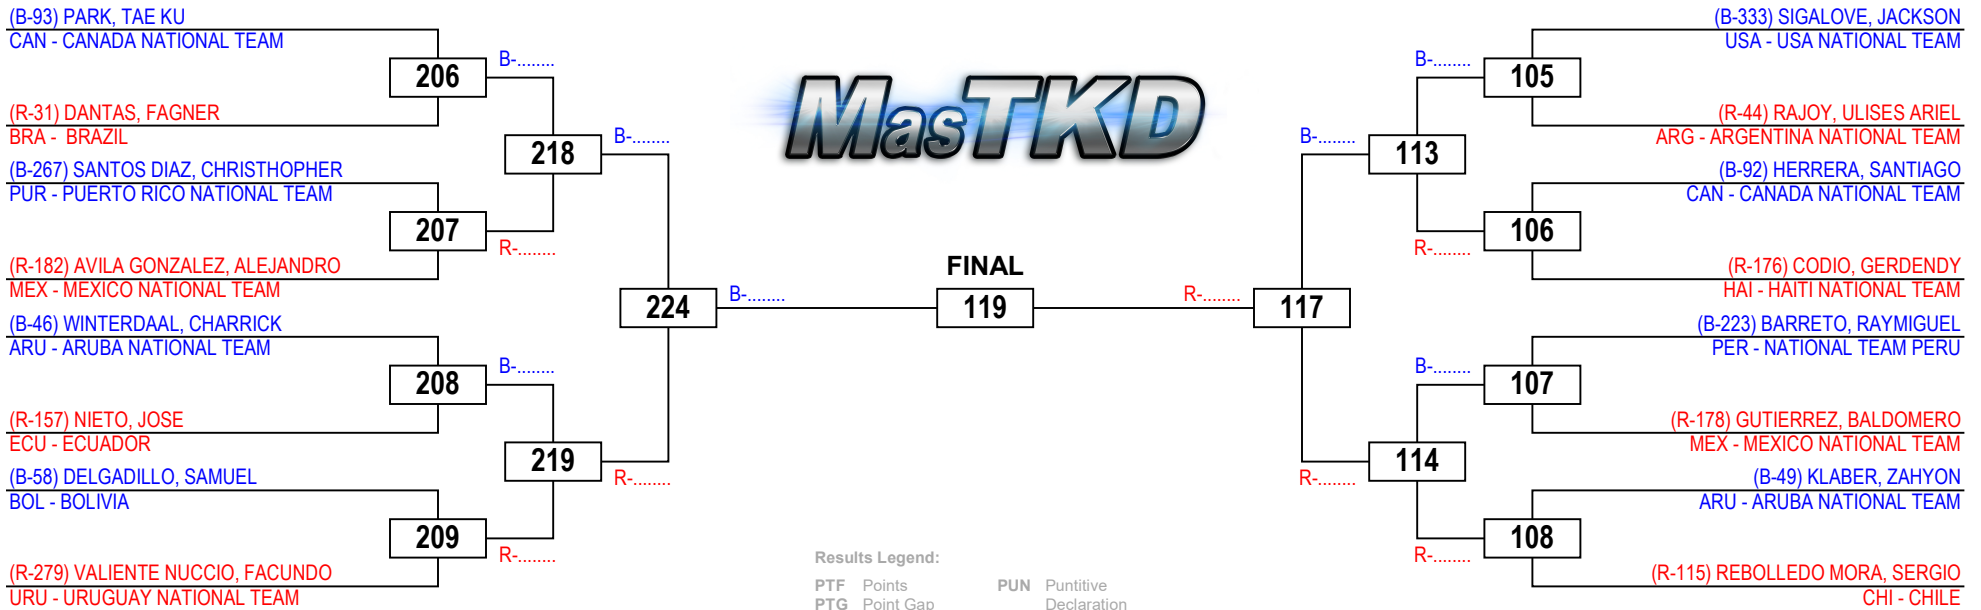 (B-93) PARK, TAE KU
CAN - CANADA NATIONAL TEAM
206
B-........
(R-31) DANTAS, FAGNER
BRA - BRAZIL
218
B-........
(B-267) SANTOS DIAZ, CHRISTHOPHER
PUR - PUERTO RICO NATIONAL TEAM
207
R-........
(R-182) AVILA GONZALEZ, ALEJANDRO
MEX - MEXICO NATIONAL TEAM
224
B-........
(B-46) WINTERDAAL, CHARRICK
ARU - ARUBA NATIONAL TEAM
208
B-........
(R-157) NIETO, JOSE
ECU - ECUADOR
219
R-........
(B-58) DELGADILLO, SAMUEL
BOL - BOLIVIA
209
R-........
(R-279) VALIENTE NUCCIO, FACUNDO
URU - URUGUAY NATIONAL TEAM
MasTKD
FINAL
119
Results Legend:
PTF Points PUN Puntitive
PTG Point Gap Declaration
(B-333) SIGALOVE, JACKSON
USA - USA NATIONAL TEAM
B-........
105
(R-44) RAJOY, ULISES ARIEL
ARG - ARGENTINA NATIONAL TEAM
B-........
113
(B-92) HERRERA, SANTIAGO
CAN - CANADA NATIONAL TEAM
106
R-........
(R-176) CODIO, GERDENDY
HAI - HAITI NATIONAL TEAM
R-........
117
(B-223) BARRETO, RAYMIGUEL
PER - NATIONAL TEAM PERU
B-........
107
(R-178) GUTIERREZ, BALDOMERO
MEX - MEXICO NATIONAL TEAM
114
R-........
(B-49) KLABER, ZAHYON
ARU - ARUBA NATIONAL TEAM
108
R-........
(R-115) REBOLLEDO MORA, SERGIO
CHI - CHILE